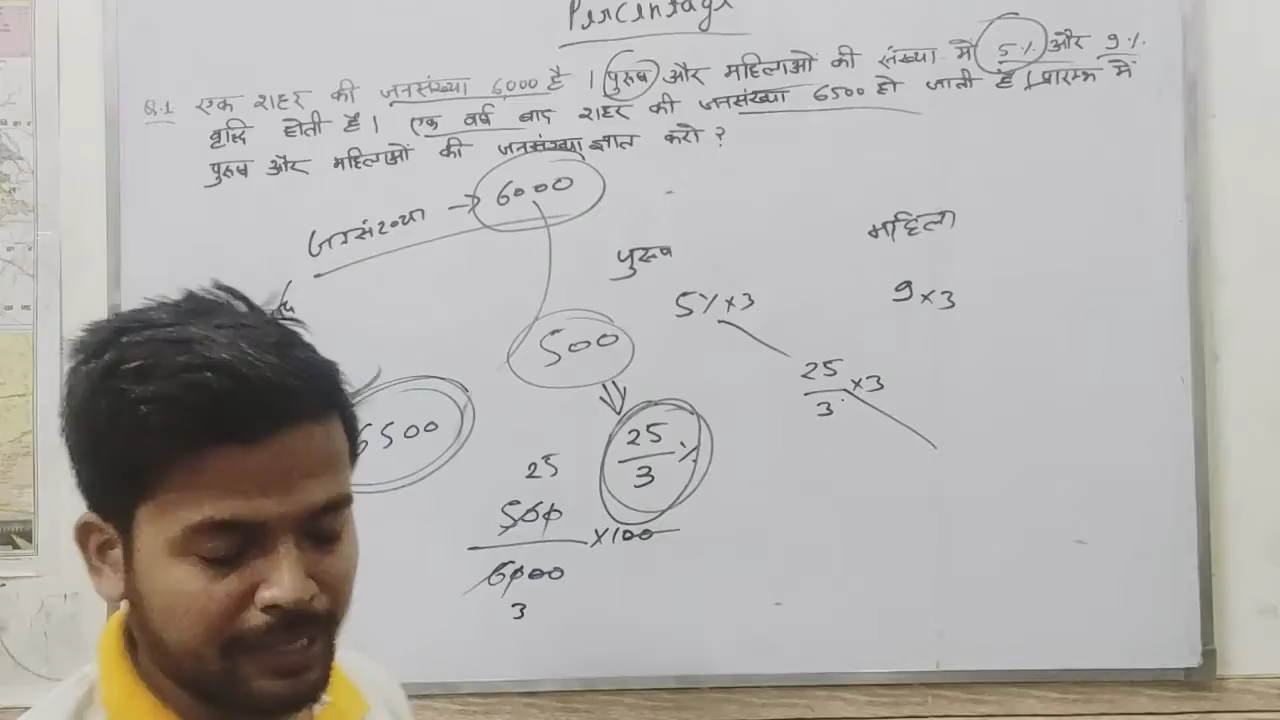 Percentage
Q.1 एक शहर की जनसंख्या 6000 है । पुरुष और महिलाओं की संख्या में 5% और 9%
वृद्धि होती है । एक वर्ष बाद शहर की जनसंख्या 6500 हो जाती है । प्रारम्भ में
पुरुष और महिलाओं की जनसंख्या ज्ञात करो ?
जनसंख्या → 6000
पुरुष
महिला
5% × 3
9 × 3
500
25/3 × 3
6500
25/3 %
25
500
× 100
6000
3